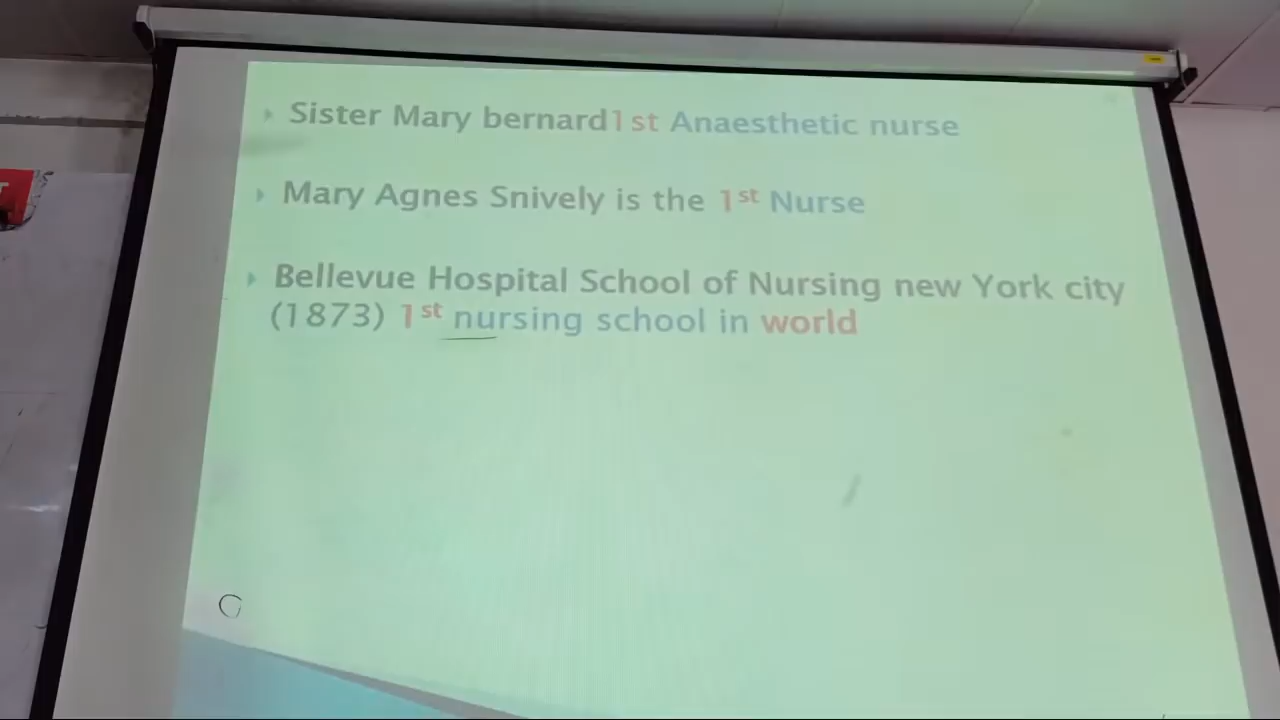 Sister Mary bernard1st Anaesthetic nurse
Mary Agnes Snively is the 1st Nurse
Bellevue Hospital School of Nursing new York city
(1873) 1st nursing school in world